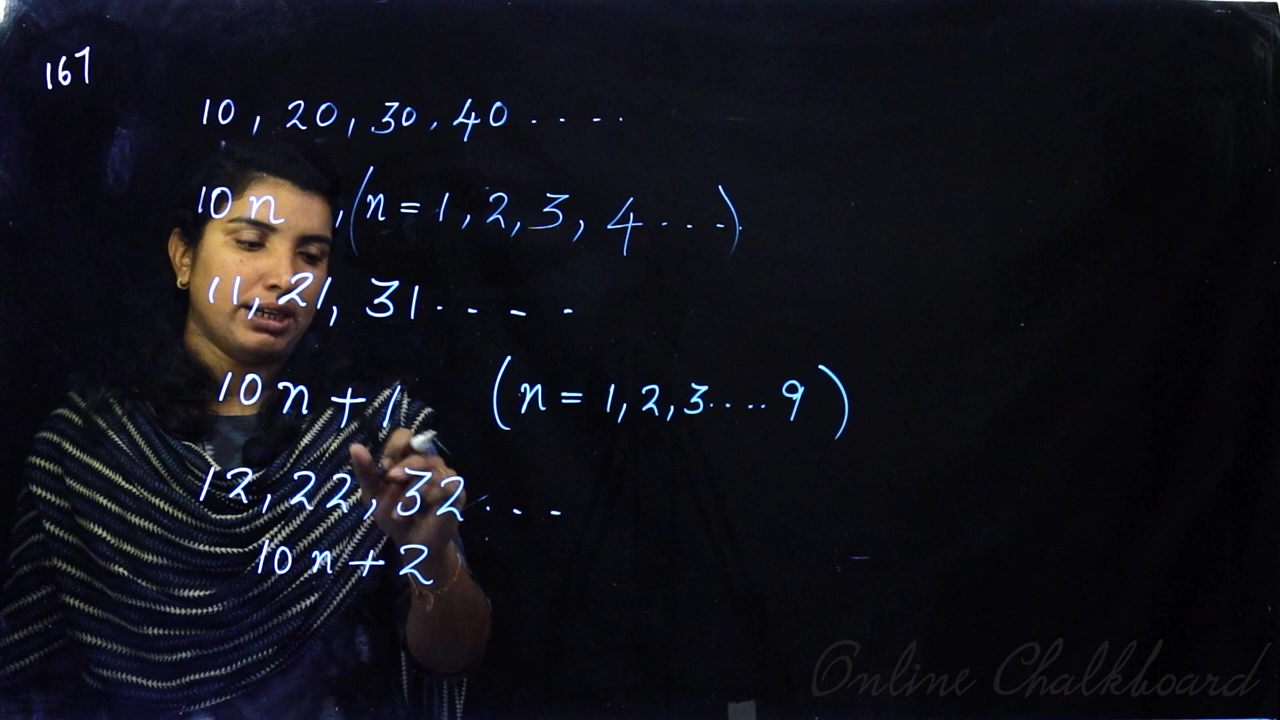 167
10, 20, 30, 40 ....
10n , (n = 1, 2, 3, 4 ...)
11, 21, 31 . - - -
10n + 1 (n = 1, 2, 3.... 9)
12, 22, 32 ...
10n + 2
Online Chalkboard